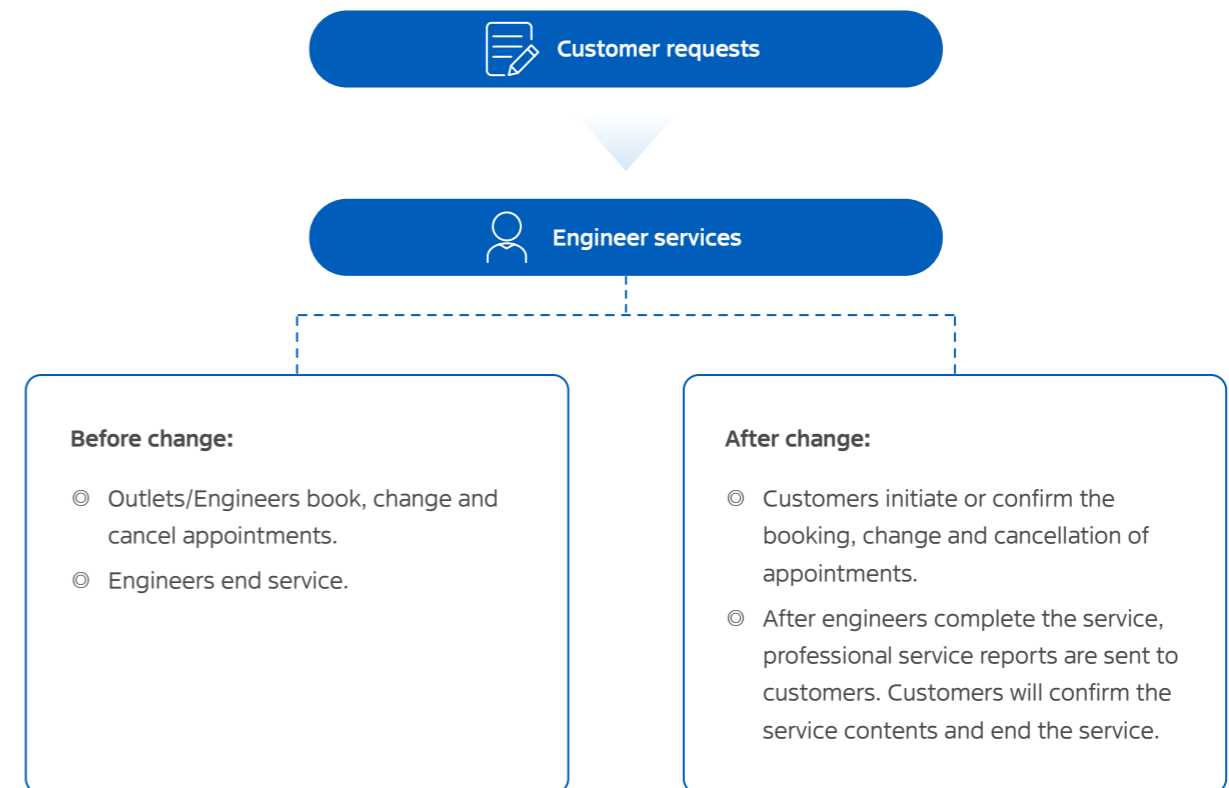 Customer requests
Engineer services
Before change:
◎ Outlets/Engineers book, change and
cancel appointments.
◎ Engineers end service.
After change:
◎ Customers initiate or confirm the
booking, change and cancellation of
appointments.
◎ After engineers complete the service,
professional service reports are sent to
customers. Customers will confirm the
service contents and end the service.